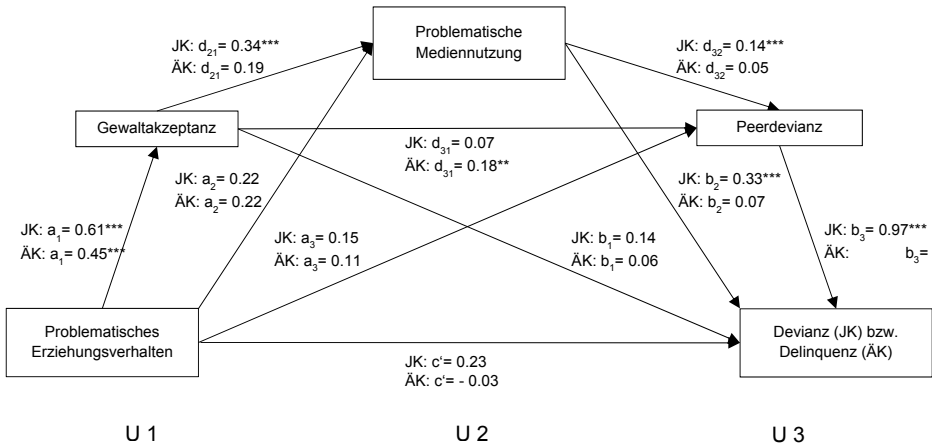 Problematische
Mediennutzung
JK: d21= 0.34***
ÄK: d21= 0.19
JK: d32= 0.14***
ÄK: d32= 0.05
Gewaltakzeptanz
Peerdevianz
JK: d31= 0.07
ÄK: d31= 0.18**
JK: a2= 0.22
ÄK: a2= 0.22
JK: b2= 0.33***
ÄK: b2= 0.07
JK: a1= 0.61***
ÄK: a1= 0.45***
JK: a3= 0.15
ÄK: a3= 0.11
JK: b1= 0.14
ÄK: b1= 0.06
JK: b3= 0.97***
ÄK: b3=
Problematisches
Erziehungsverhalten
Devianz (JK) bzw.
Delinquenz (ÄK)
JK: c‘= 0.23
ÄK: c‘= - 0.03
U 1 U 2 U 3